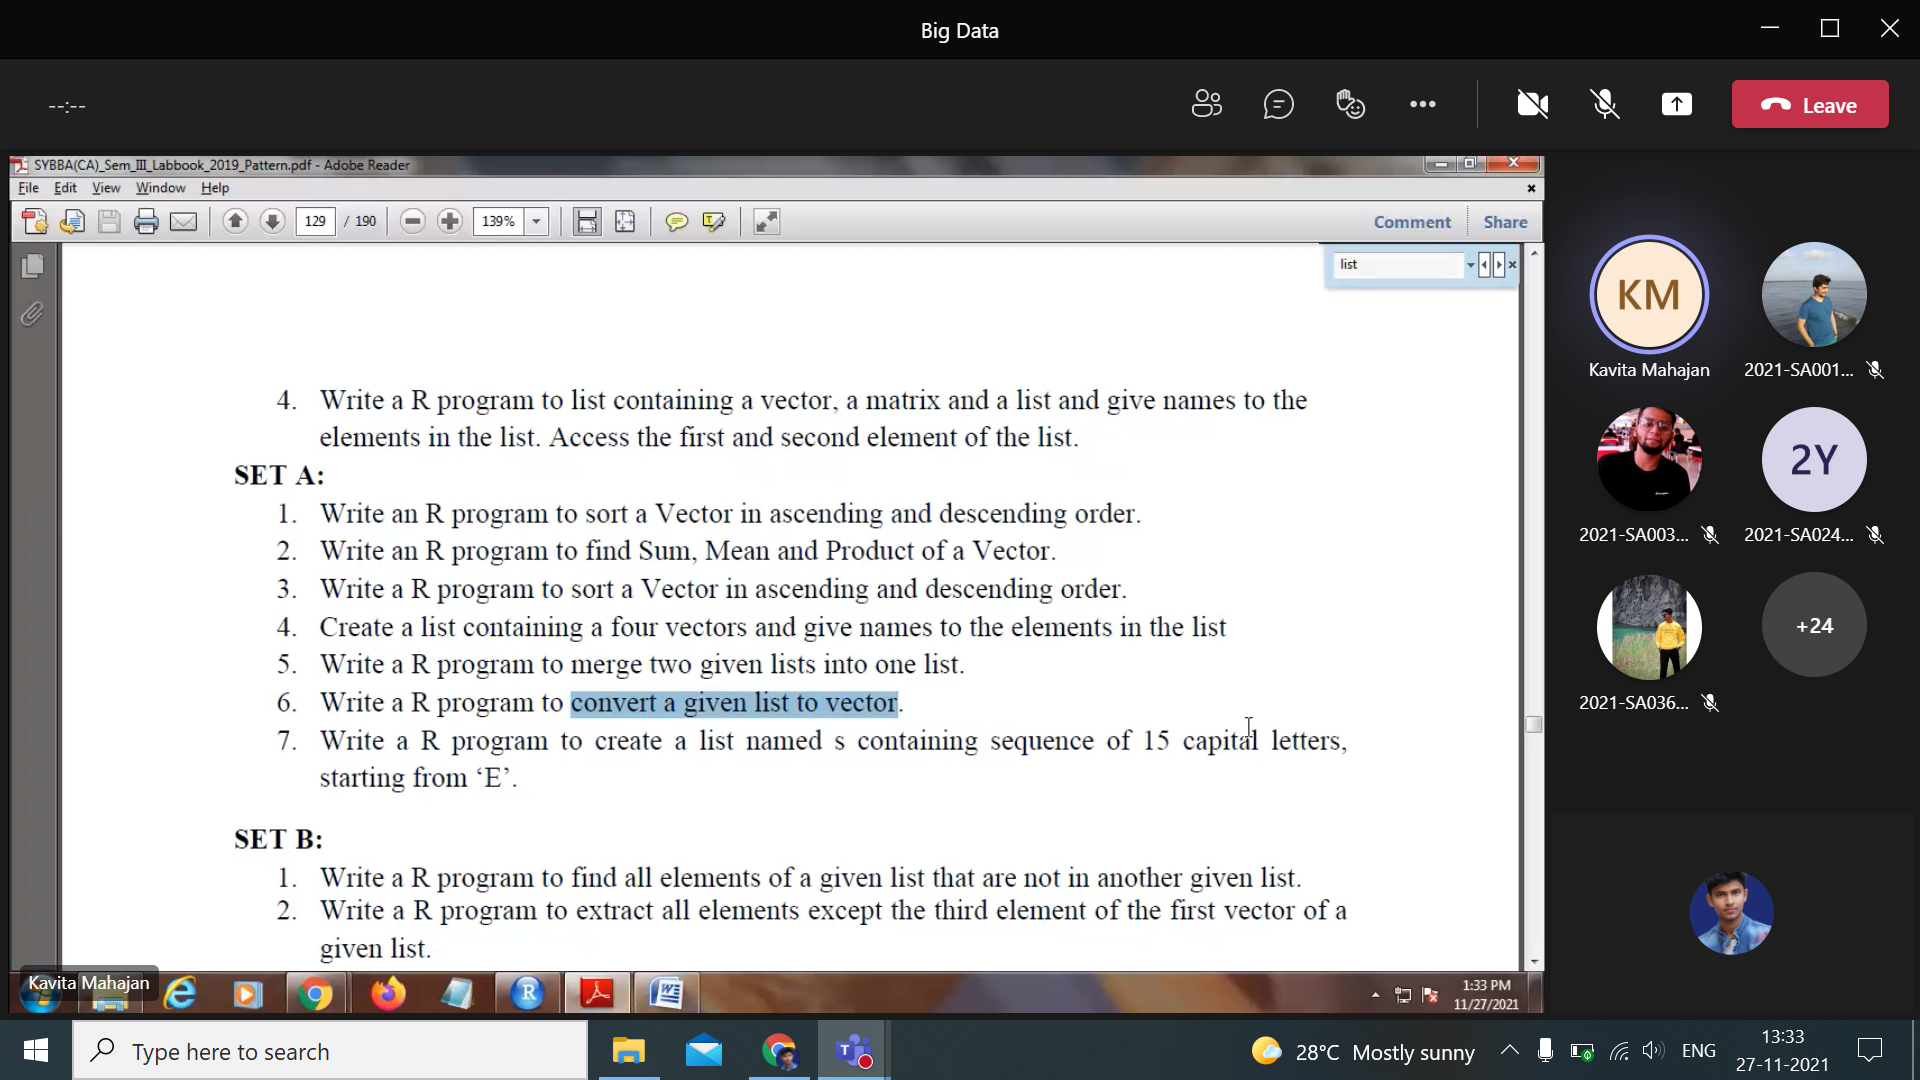 Big Data
--:--
Leave
SYBBA(CA)_Sem_III_Labbook_2019_Pattern.pdf - Adobe Reader
File Edit View Window Help
129 / 190 139% Comment Share
list
4. Write a R program to list containing a vector, a matrix and a list and give names to the
elements in the list. Access the first and second element of the list.
SET A:
1. Write an R program to sort a Vector in ascending and descending order.
2. Write an R program to find Sum, Mean and Product of a Vector.
3. Write a R program to sort a Vector in ascending and descending order.
4. Create a list containing a four vectors and give names to the elements in the list
5. Write a R program to merge two given lists into one list.
6. Write a R program to convert a given list to vector.
7. Write a R program to create a list named s containing sequence of 15 capital letters,
starting from ‘E’.
SET B:
1. Write a R program to find all elements of a given list that are not in another given list.
2. Write a R program to extract all elements except the third element of the first vector of a
given list.
KM
Kavita Mahajan
2021-SA001...
2021-SA003...
2Y
2021-SA024...
2021-SA036...
+24
Kavita Mahajan
1:33 PM
11/27/2021
Type here to search
28°C Mostly sunny
ENG
13:33
27-11-2021